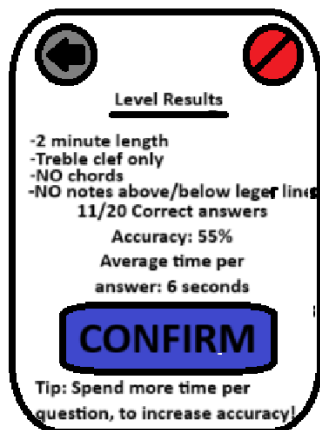 Level Results
-2 minute length
-Treble clef only
-NO chords
-NO notes above/below leger lines
11/20 Correct answers
Accuracy: 55%
Average time per
answer: 6 seconds
CONFIRM
Tip: Spend more time per
question, to increase accuracy!